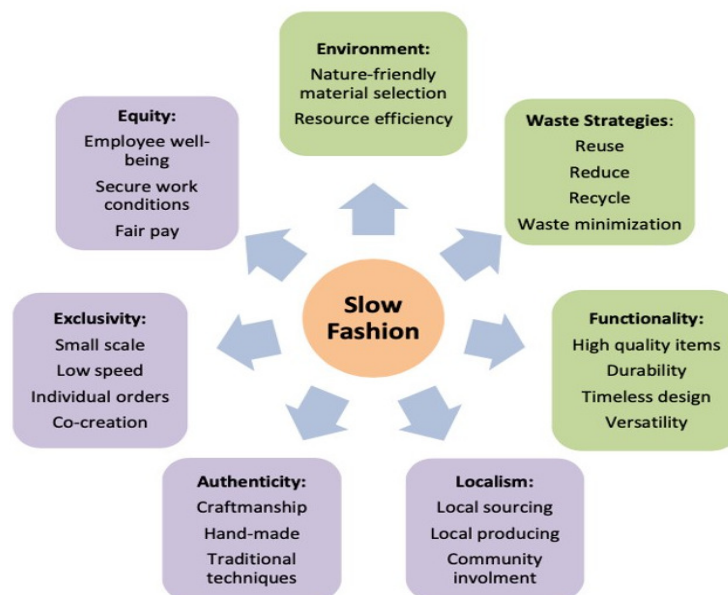 Environment:
Nature-friendly
material selection
Resource efficiency
Waste Strategies:
Reuse
Reduce
Recycle
Waste minimization
Functionality:
High quality items
Durability
Timeless design
Versatility
Localism:
Local sourcing
Local producing
Community
involment
Authenticity:
Craftmanship
Hand-made
Traditional
techniques
Exclusivity:
Small scale
Low speed
Individual orders
Co-creation
Equity:
Employee well-
being
Secure work
conditions
Fair pay
Slow
Fashion